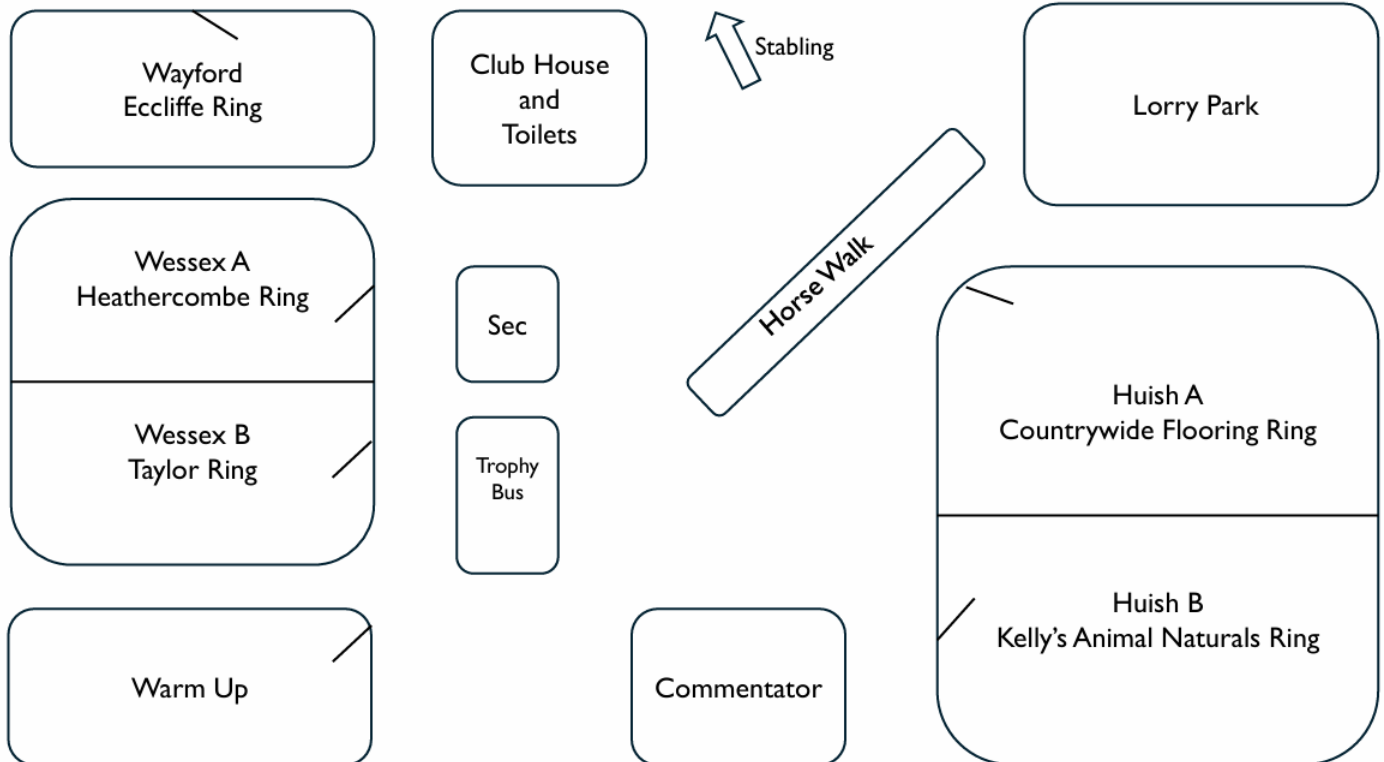 Wayford
Eccliffe Ring
Club House
and
Toilets
Stabling
Lorry Park
Wessex A
Heathercombe Ring
Sec
Horse Walk
Huish A
Countrywide Flooring Ring
Wessex B
Taylor Ring
Trophy
Bus
Huish B
Kelly’s Animal Naturals Ring
Warm Up
Commentator